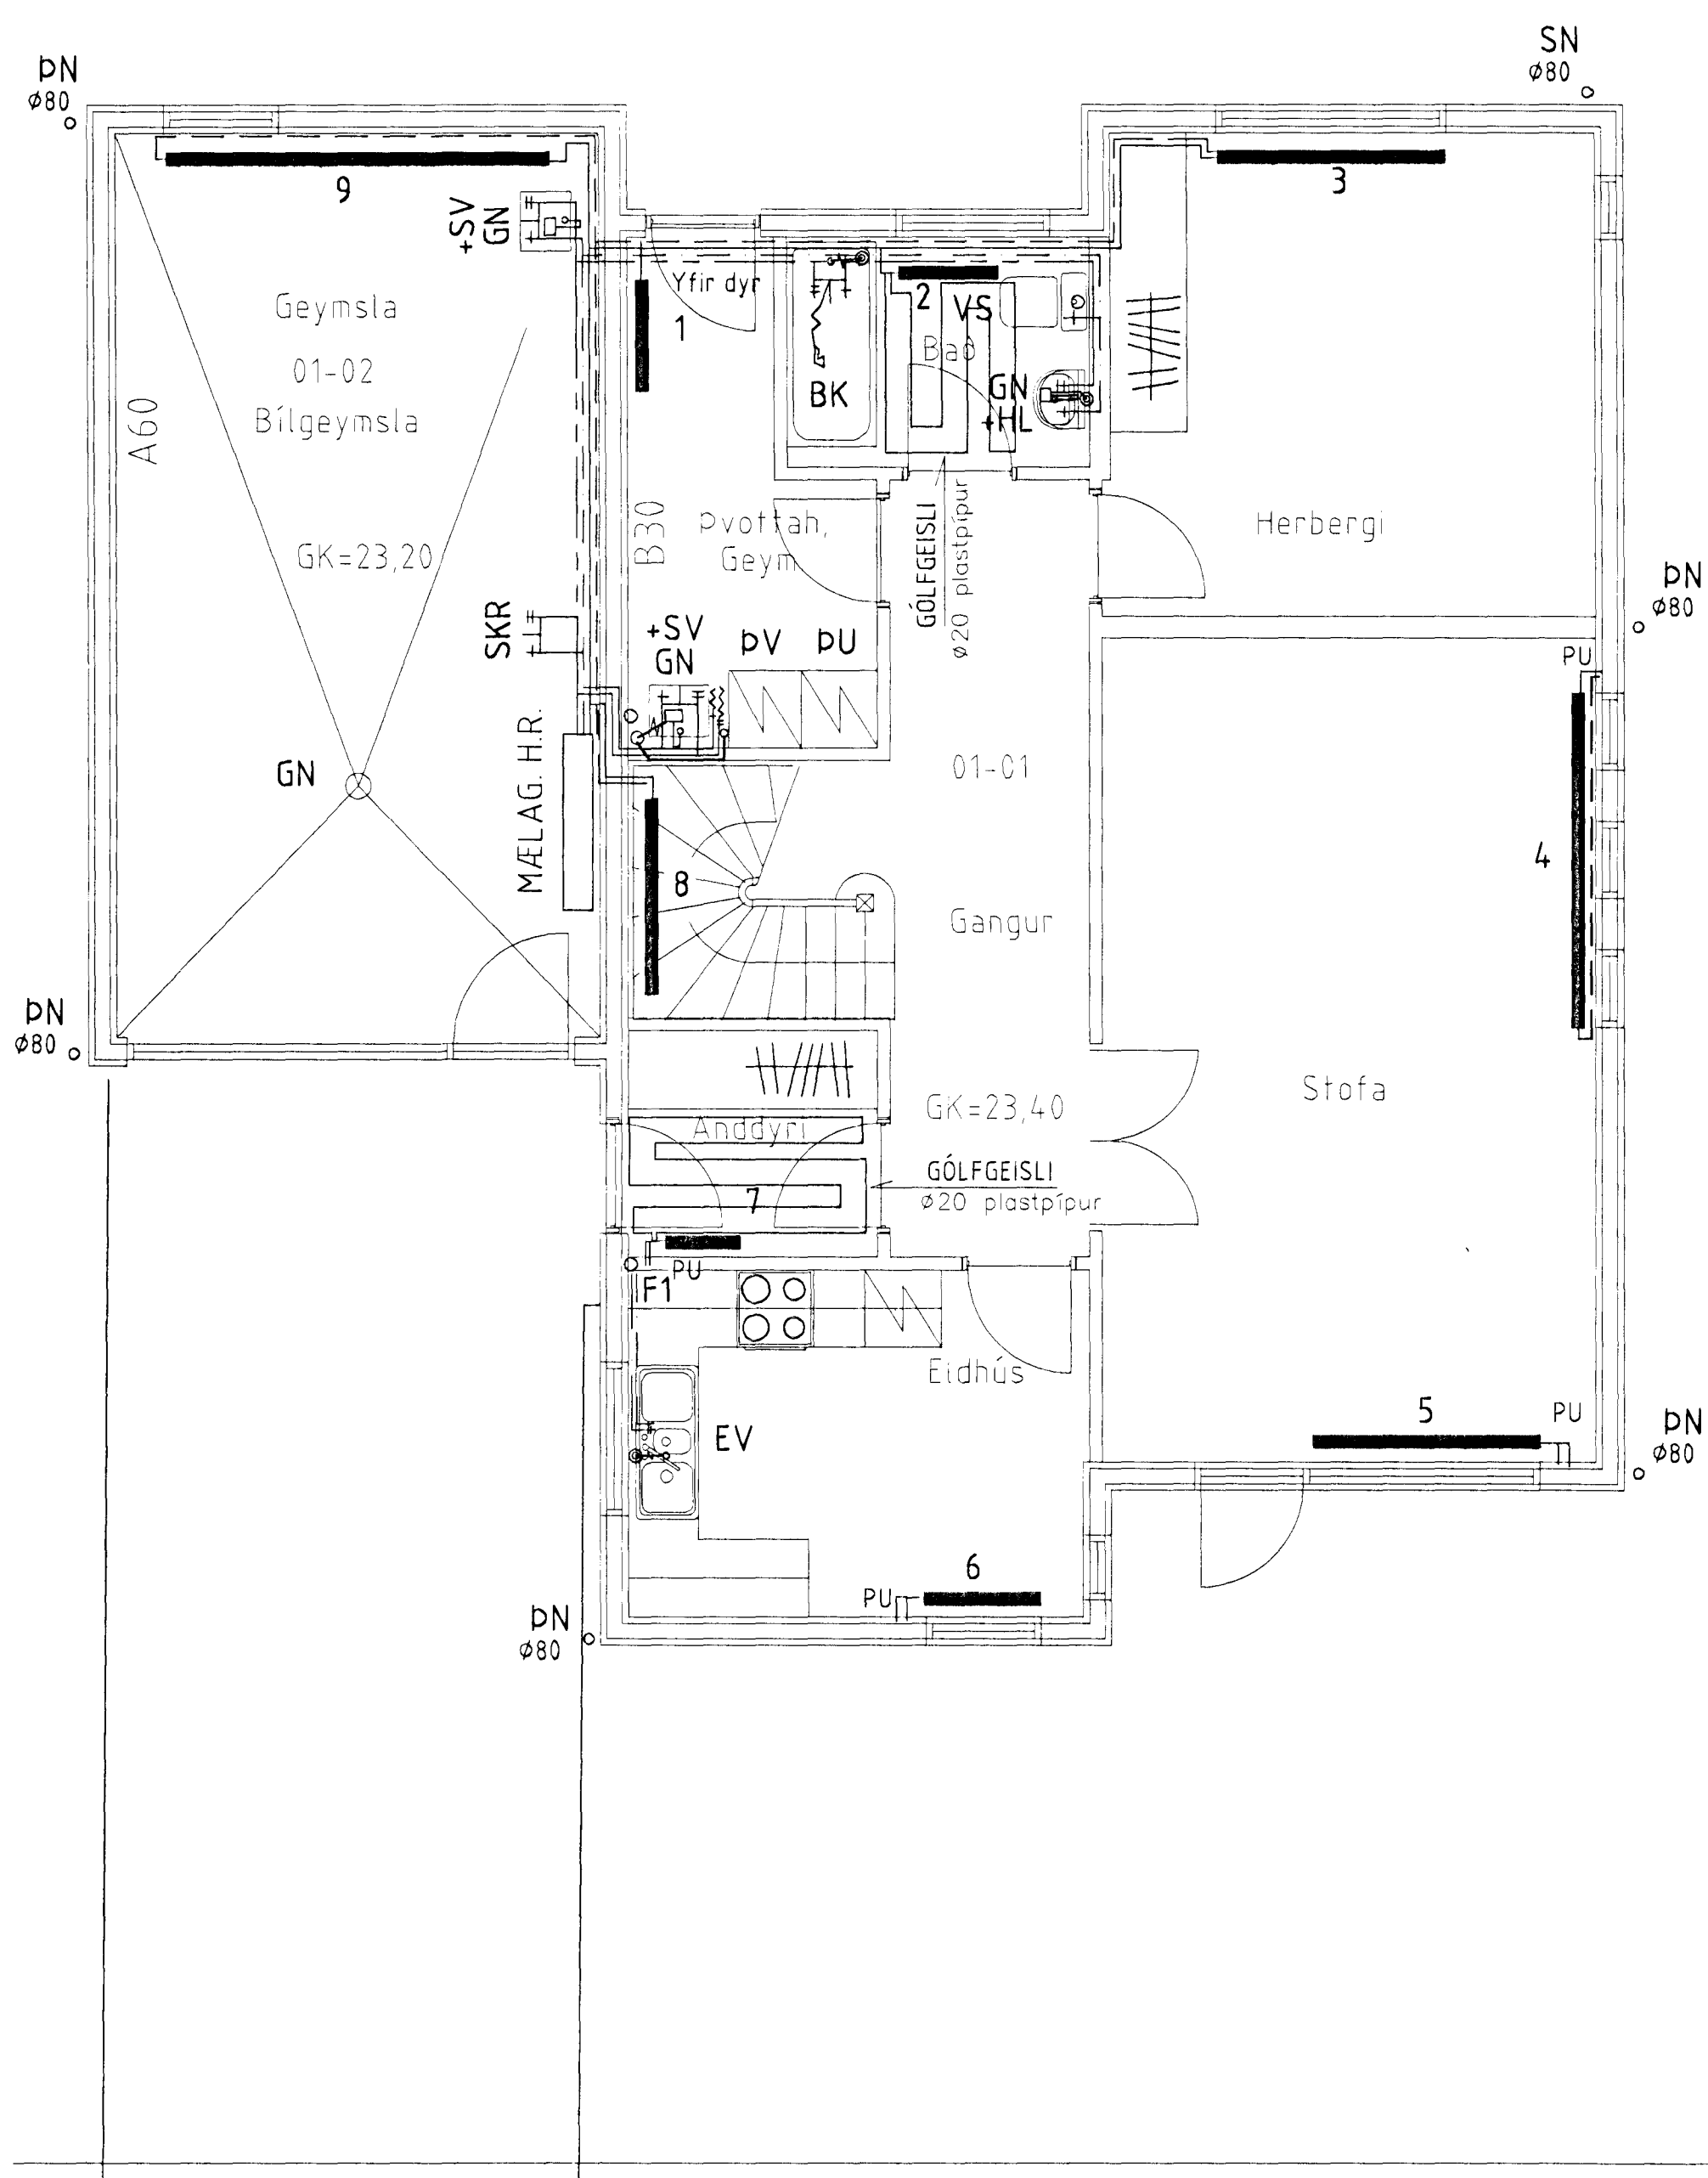 SN
ø80
ÞN
ø80
9
3
+SV
GN
Yfir dyr
1
2
VS
Bað
BK
GN
+HL
Geymsla
01-02
Bílgeymsla
A60
GK=23,20
B30
Þvottah,
Geym
GÓLFGEISLI
ø20 plastpípur
Herbergi
ÞN
ø80
SKR
+SV
GN
ÞV
ÞU
PU
MÆLAG. H.R.
GN
01-01
4
8
Gangur
ÞN
ø80
Stofa
GK=23,40
Anddyri
GÓLFGEISLI
ø20 plastpípur
7
PU
F1
Eldhús
EV
5
PU
ÞN
ø80
6
PU
ÞN
ø80